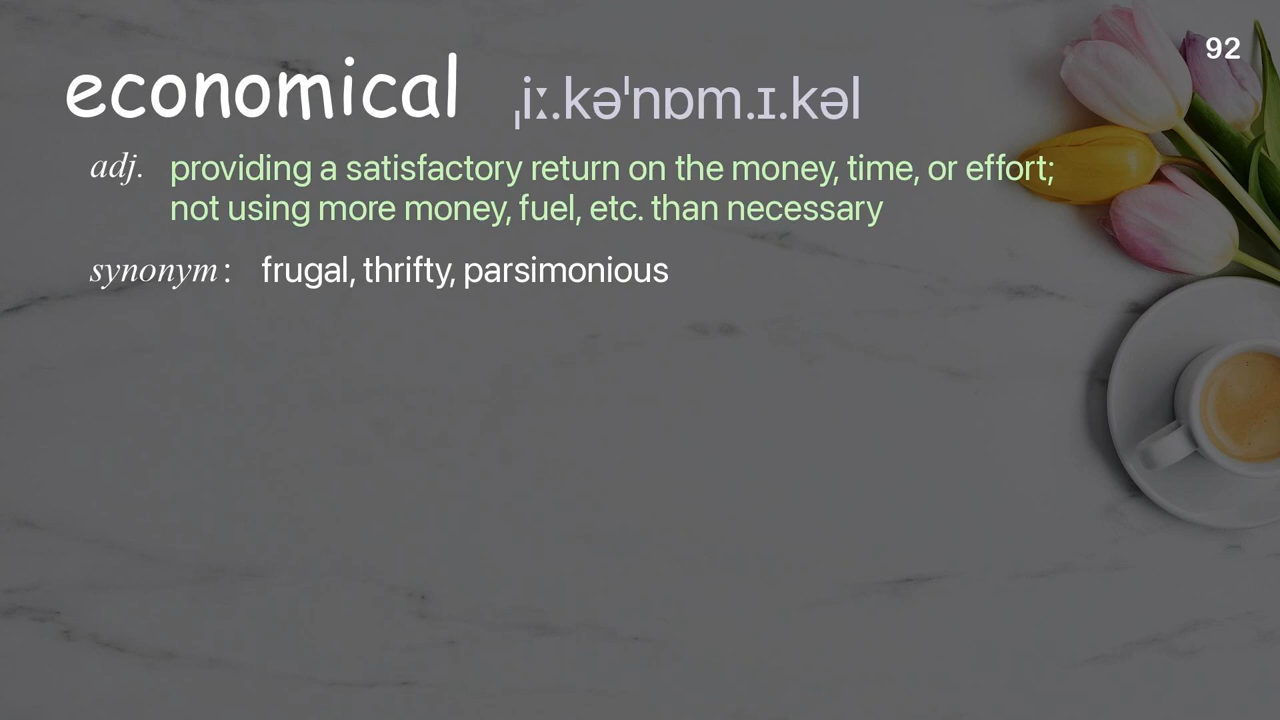 92
economical ˌiː.kəˈnɒm.ɪ.kəl
adj. providing a satisfactory return on the money, time, or effort;
not using more money, fuel, etc. than necessary
synonym: frugal, thrifty, parsimonious